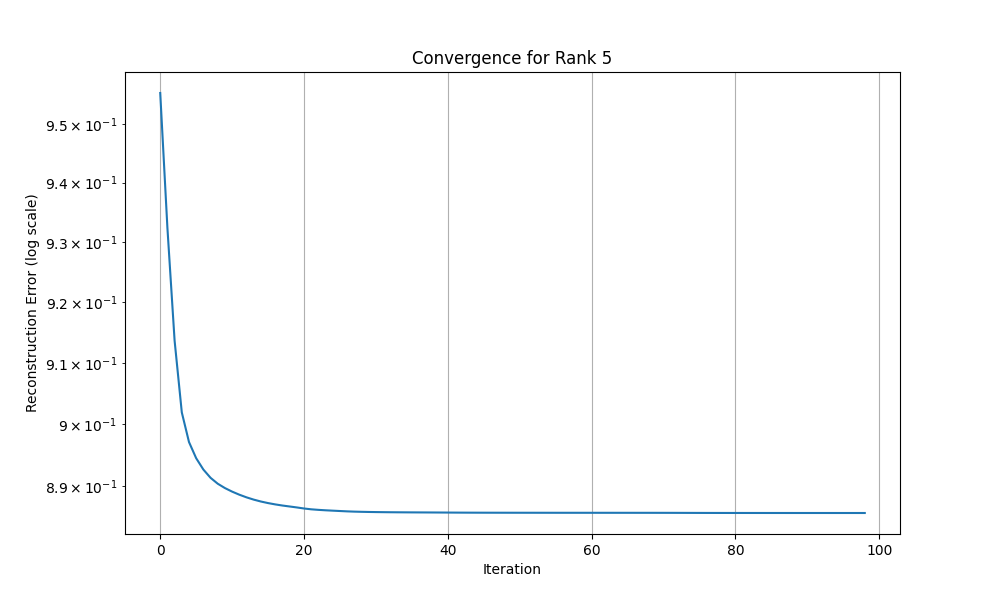 Convergence for Rank 5
Reconstruction Error (log scale)
9.5 × 10⁻¹
9.4 × 10⁻¹
9.3 × 10⁻¹
9.2 × 10⁻¹
9.1 × 10⁻¹
9 × 10⁻¹
8.9 × 10⁻¹
0 20 40 60 80 100
Iteration